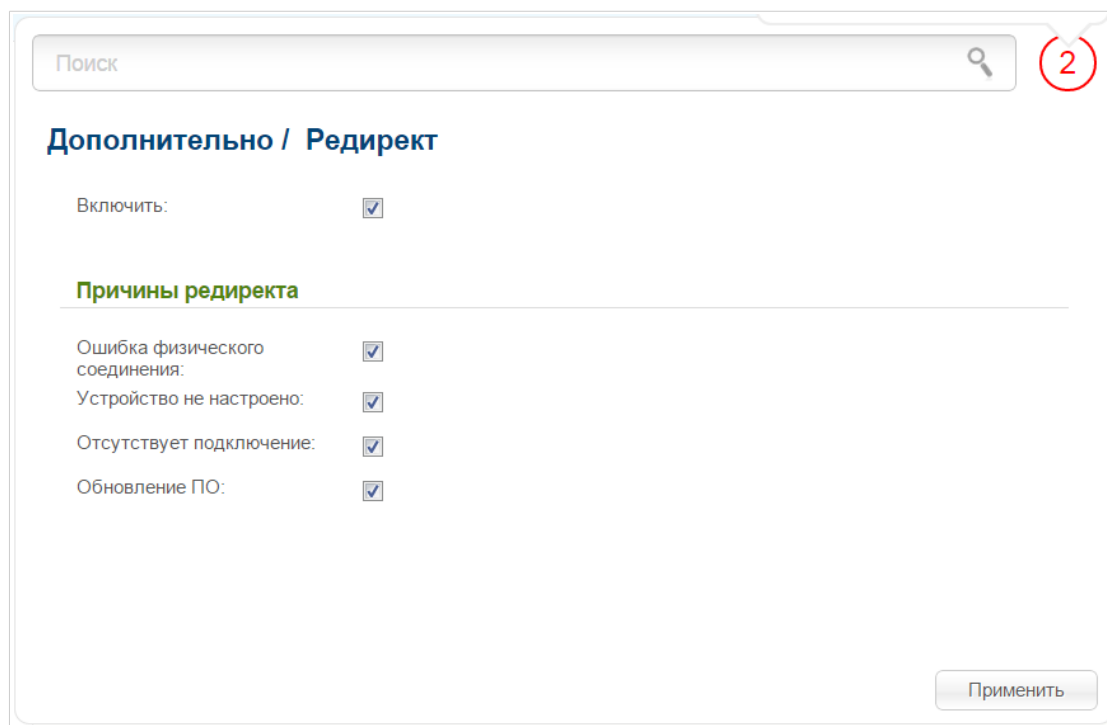 Поиск
2
Дополнительно / Редирект
Включить:
Причины редиректа
Ошибка физического
соединения:
Устройство не настроено:
Отсутствует подключение:
Обновление ПО:
Применить